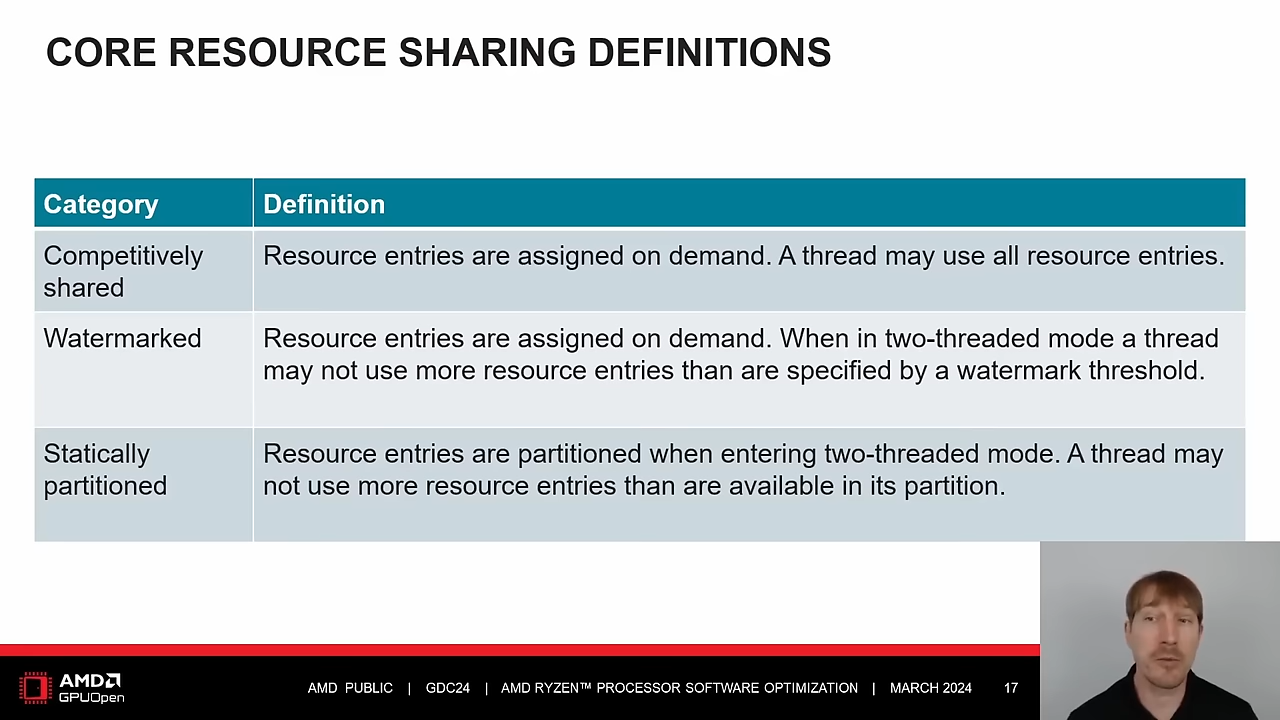 CORE RESOURCE SHARING DEFINITIONS
Category
Definition
Competitively
shared
Resource entries are assigned on demand. A thread may use all resource entries.
Watermarked
Resource entries are assigned on demand. When in two-threaded mode a thread
may not use more resource entries than are specified by a watermark threshold.
Statically
partitioned
Resource entries are partitioned when entering two-threaded mode. A thread may
not use more resource entries than are available in its partition.
AMD
GPUOpen
AMD PUBLIC | GDC24 | AMD RYZEN™ PROCESSOR SOFTWARE OPTIMIZATION | MARCH 2024 17